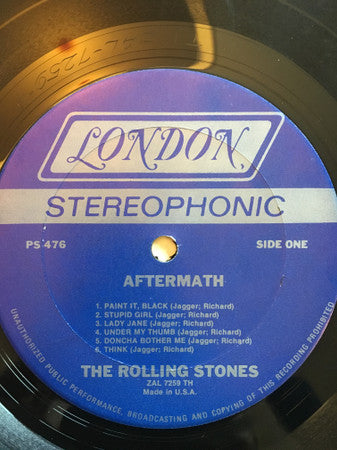 ZAL-7259
LONDON
STEREOPHONIC
PS 476
SIDE ONE
AFTERMATH
1. PAINT IT, BLACK (Jagger; Richard)
2. STUPID GIRL (Jagger; Richard)
3. LADY JANE (Jagger; Richard)
4. UNDER MY THUMB (Jagger; Richard)
5. DONCHA BOTHER ME (Jagger; Richard)
6. THINK (Jagger; Richard)
THE ROLLING STONES
ZAL 7259 TH
Made in U.S.A.
UNAUTHORIZED PUBLIC PERFORMANCE, BROADCASTING AND COPYING OF THIS RECORDING PROHIBITED